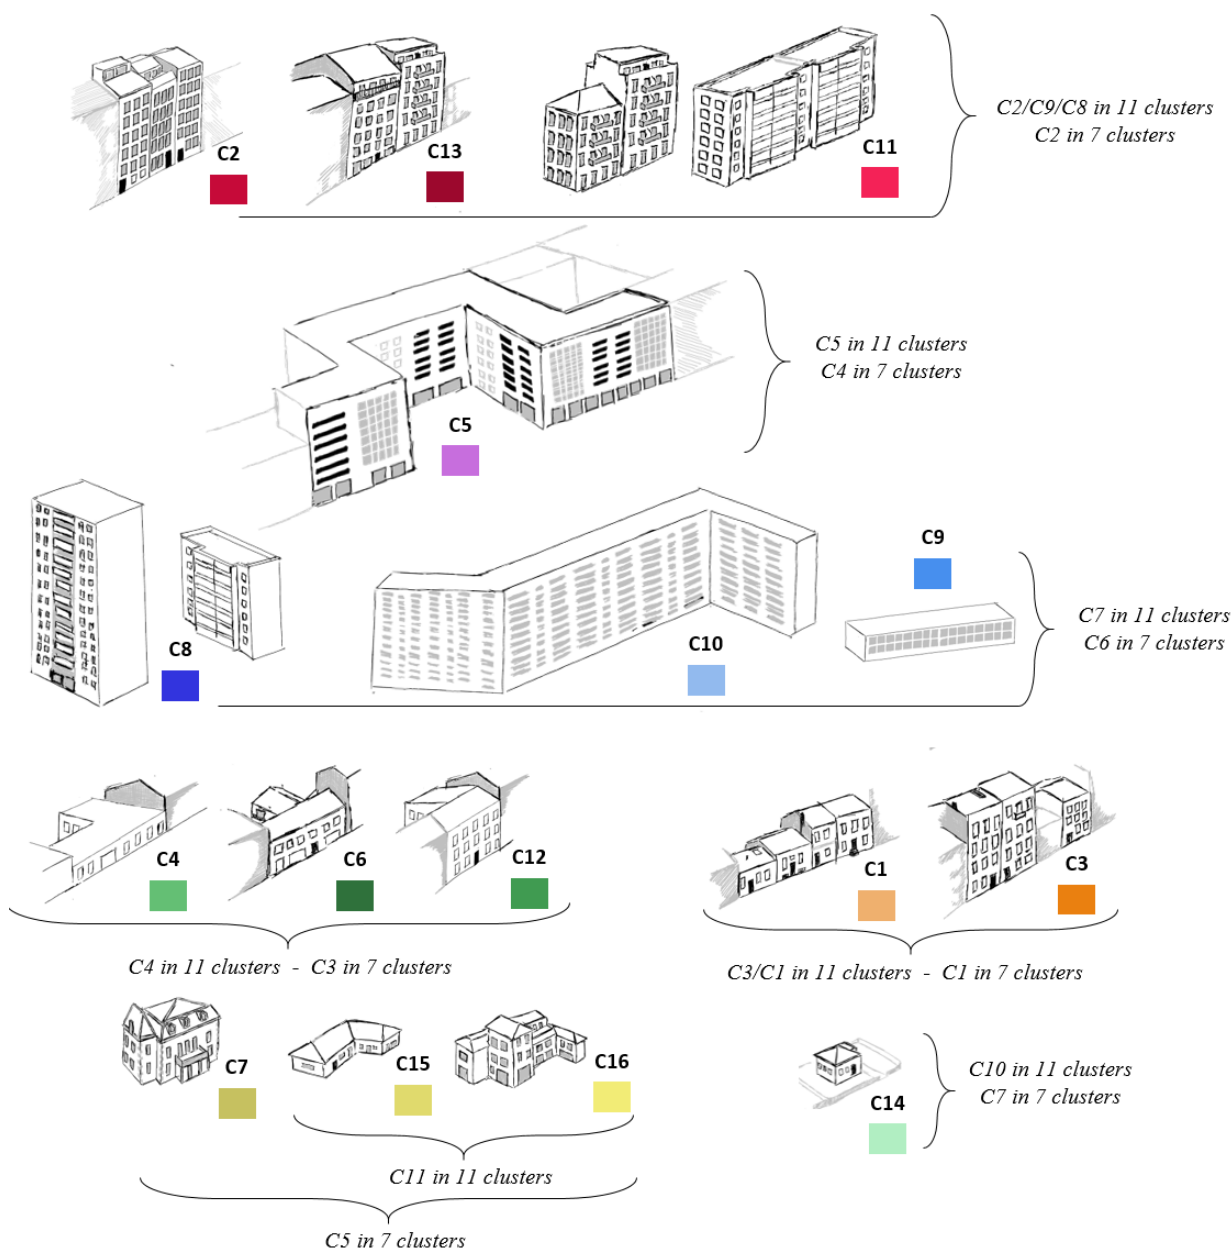 C2
C13
C11
C2/C9/C8 in 11 clusters
C2 in 7 clusters
C5
C5 in 11 clusters
C4 in 7 clusters
C8
C10
C9
C7 in 11 clusters
C6 in 7 clusters
C4
C6
C12
C1
C3
C4 in 11 clusters - C3 in 7 clusters
C3/C1 in 11 clusters - C1 in 7 clusters
C7
C15
C16
C14
C10 in 11 clusters
C7 in 7 clusters
C11 in 11 clusters
C5 in 7 clusters